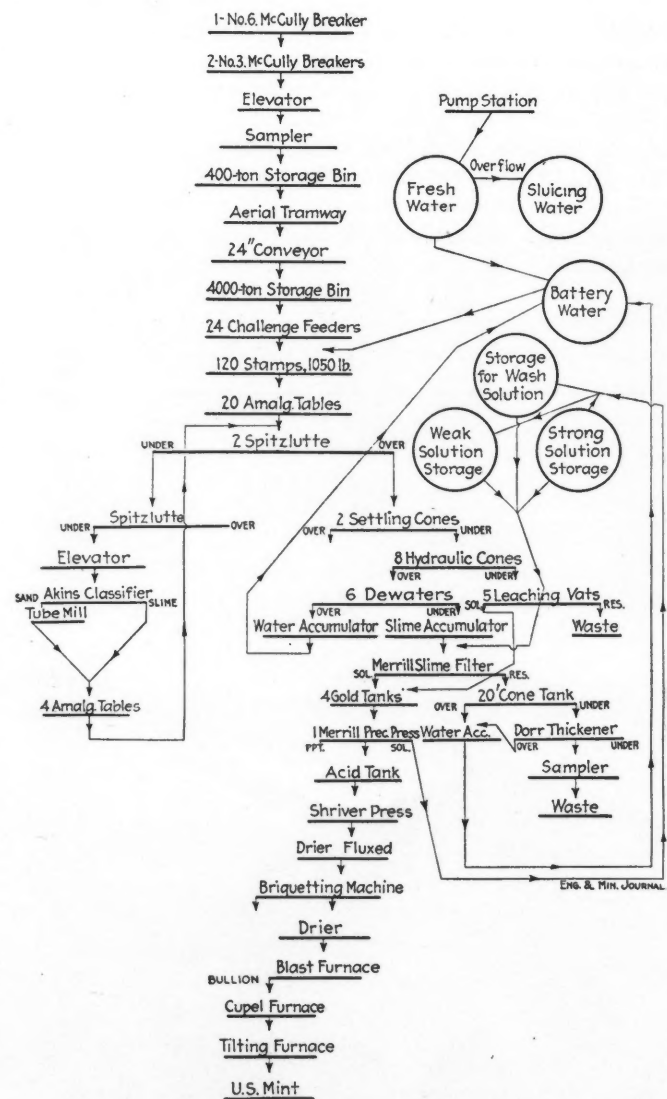 1-No.6. McCully Breaker
2-No.3. McCully Breakers
Elevator
Sampler
400-ton Storage Bin
Aerial Tramway
24" Conveyor
4000-ton Storage Bin
24 Challenge Feeders
120 Stamps, 1050 lb.
20 Amalg. Tables
2 Spitzlutte
UNDER
OVER
Pump Station
Overflow
Fresh
Water
Sluicing
Water
Battery
Water
Storage
for Wash
Solution
Weak
Solution
Storage
Strong
Solution
Storage
Spitzlutte
UNDER
OVER
Elevator
SAND
Akins Classifier
SLIME
Tube Mill
4 Amalg. Tables
2 Settling Cones
OVER
UNDER
8 Hydraulic Cones
OVER
UNDER
6 Dewaters
OVER
UNDER
SOL.
5 Leaching Vats
RES.
Water Accumulator
Slime Accumulator
Waste
Merrill Slime Filter
SOL.
RES.
4 Gold Tanks
20' Cone Tank
OVER
UNDER
1 Merrill Prec. Press
PPT.
SOL.
Water Acc.
Dorr Thickener
OVER
UNDER
Acid Tank
Sampler
Shriver Press
Waste
Drier Fluxed
Briquetting Machine
ENG. & MIN. JOURNAL
Drier
Blast Furnace
BULLION
Cupel Furnace
Tilting Furnace
U.S. Mint